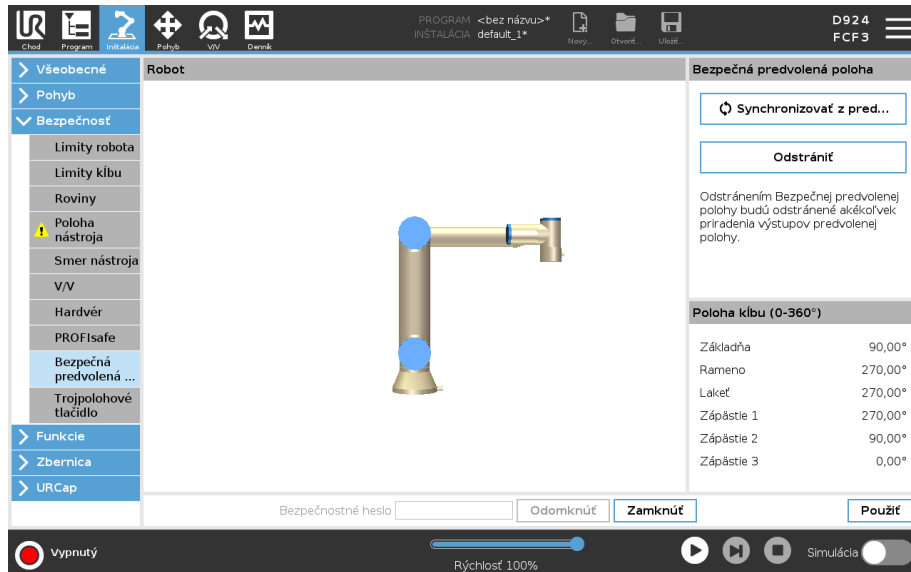 PROGRAM <bez názvu>*
INŠTALÁCIA default_1*
D924
FCF3
Chod
Program
Inštalácia
Pohyb
V/V
Denník
Nový...
Otvoriť...
Uložiť...
Všeobecné
Pohyb
Bezpečnosť
Limity robota
Limity kĺbu
Roviny
Poloha
nástroja
Smer nástroja
V/V
Hardvér
PROFIsafe
Bezpečná
predvolená ...
Trojpolohové
tlačidlo
Funkcie
Zbernica
URCap
Robot
Bezpečná predvolená poloha
Synchronizovať z pred...
Odstrániť
Odstránením Bezpečnej predvolenej
polohy budú odstránené akékoľvek
priradenia výstupov predvolenej
polohy.
Poloha kĺbu (0-360°)
Základňa 90,00°
Rameno 270,00°
Lakeť 270,00°
Zápästie 1 270,00°
Zápästie 2 90,00°
Zápästie 3 0,00°
Bezpečnostné heslo
Odomknúť
Zamknúť
Použiť
Vypnutý
Rýchlosť 100%
Simulácia